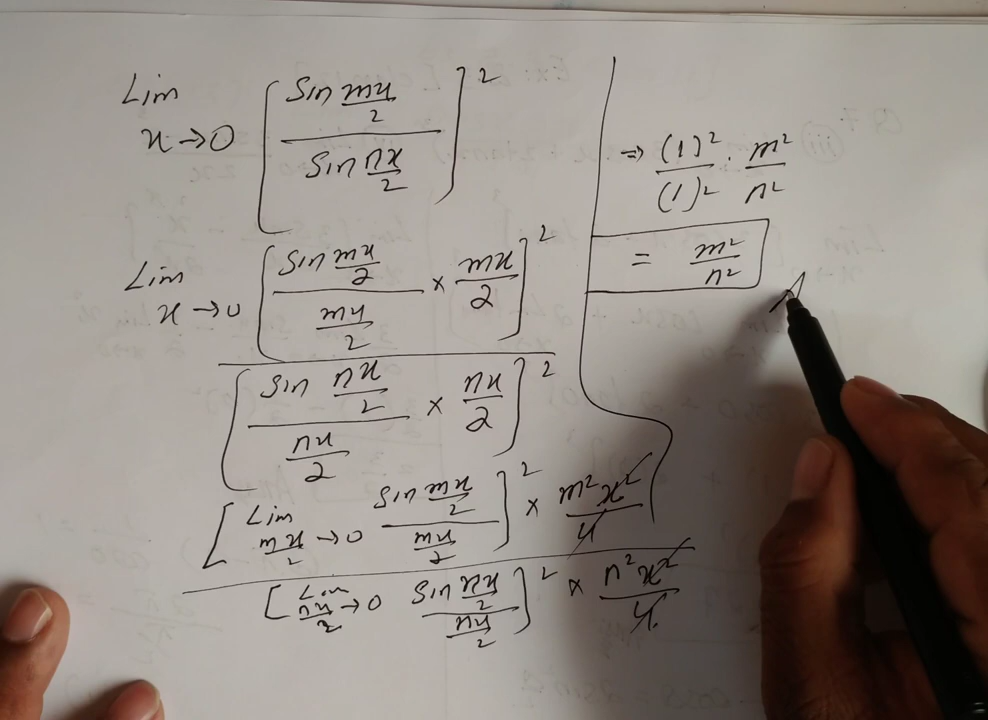 Lim x→0 [ Sin mx/2 / Sin nx/2 ]²
Lim x→0 [ Sin mx/2 / mx/2 × mx/2 ]²
[ Sin nx/2 / nx/2 × nx/2 ]²
[ Lim mx/2 →0 Sin mx/2 / mx/2 ]² × m²x²/4
[ Lim nx/2 →0 Sin nx/2 / nx/2 ]² × n²x²/4
⇒ (1)²/(1)² . m²/n²
= m²/n²